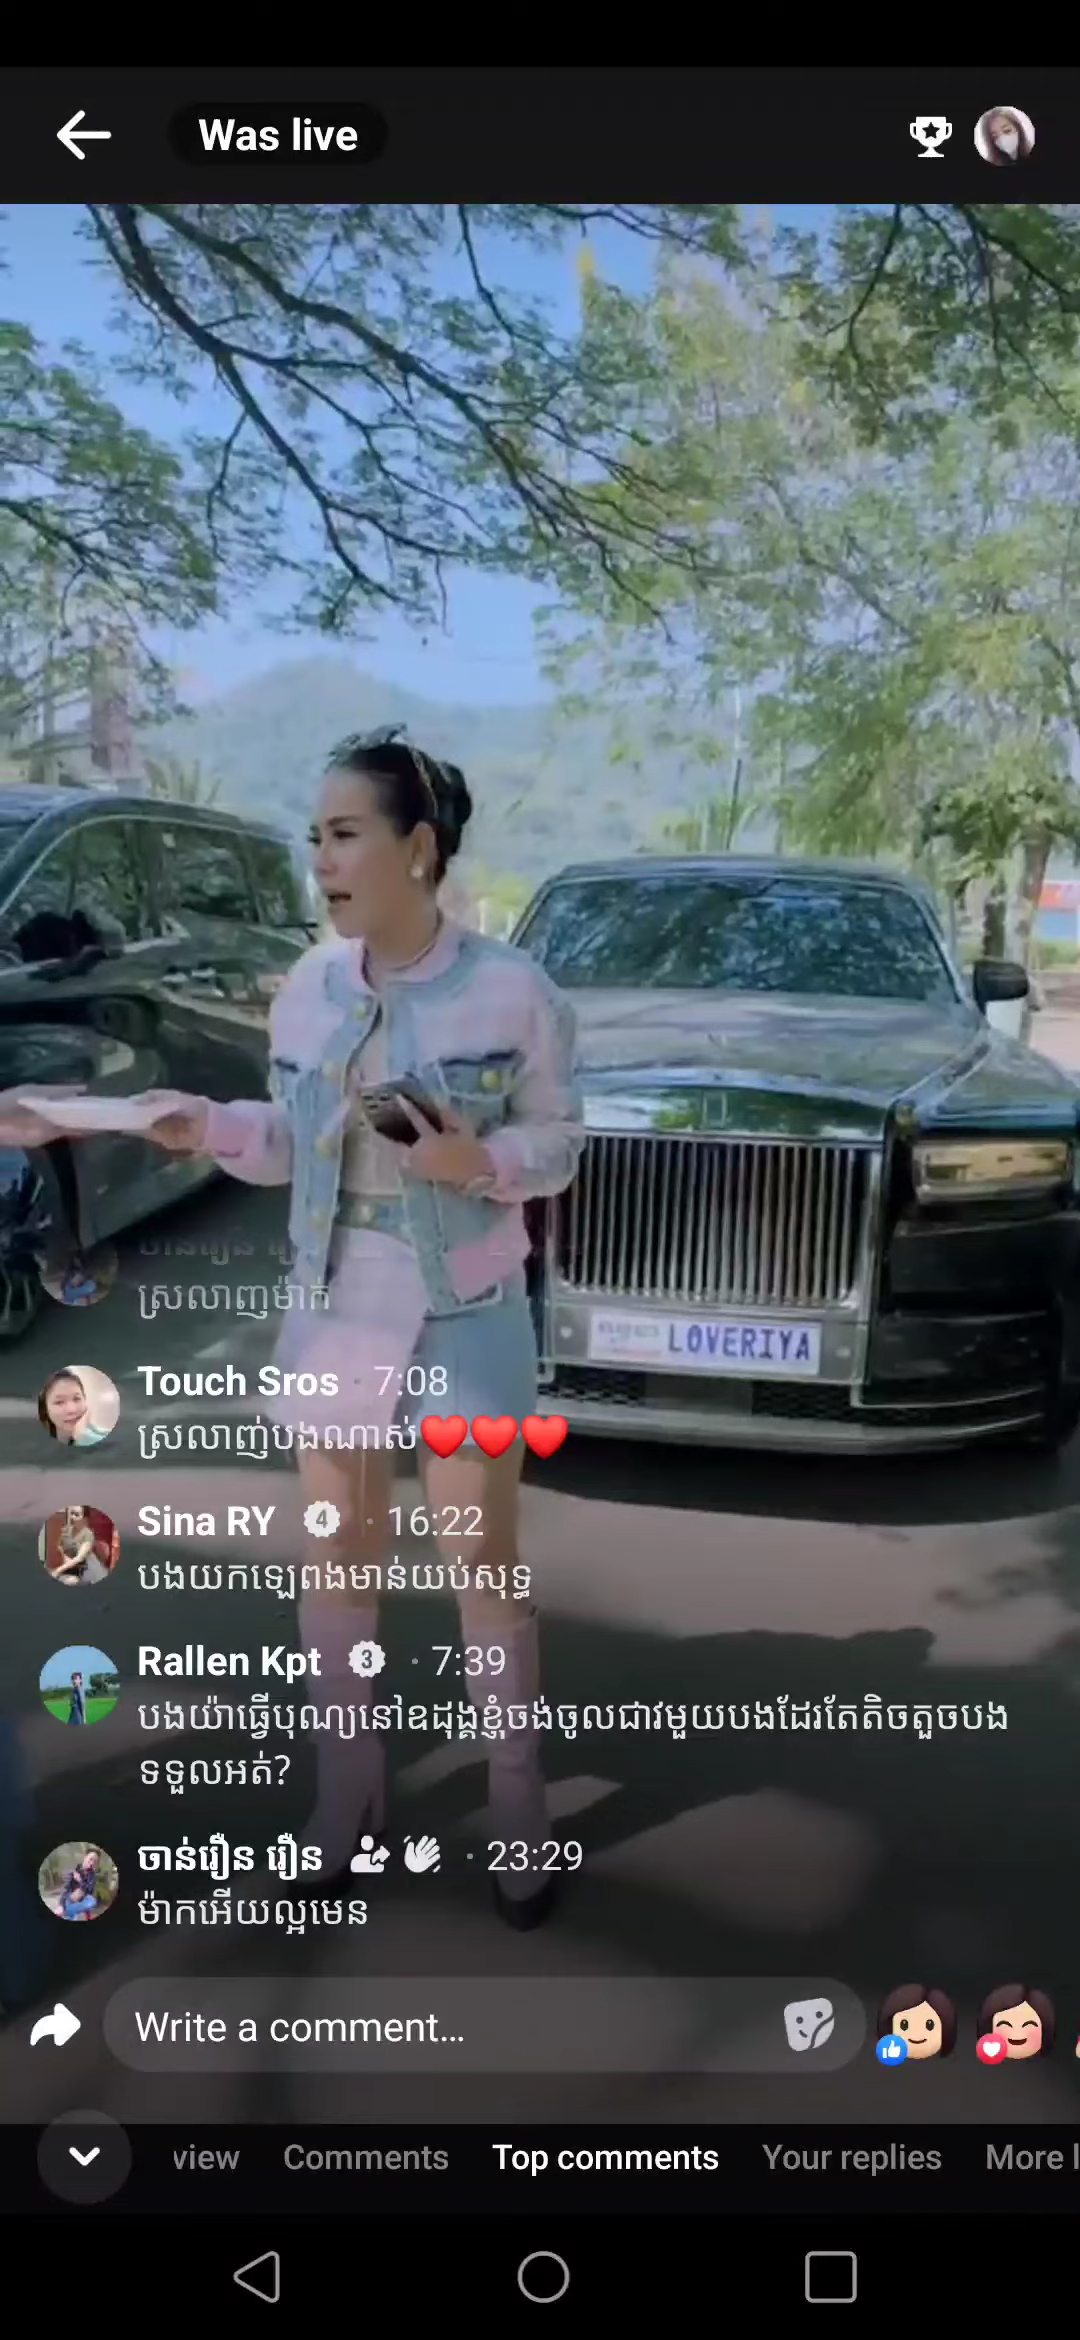 Was live
ស្រលាញម៉ាក់
LOVERIYA
Touch Sros · 7:08
ស្រលាញ់បងណាស់❤️❤️❤️
Sina RY 4 · 16:22
បងយកឡេពងមាន់យប់សុទ្ធ
Rallen Kpt 3 · 7:39
បងយ៉ាធ្វើបុណ្យនៅឧដុង្គខ្ញុំចង់ចូលជាវមួយបងដែរតែតិចតួចបង
ទទួលអត់?
ចាន់រឿន រឿន · 23:29
ម៉ាកអើយល្អមេន
Write a comment...
view Comments Top comments Your replies More